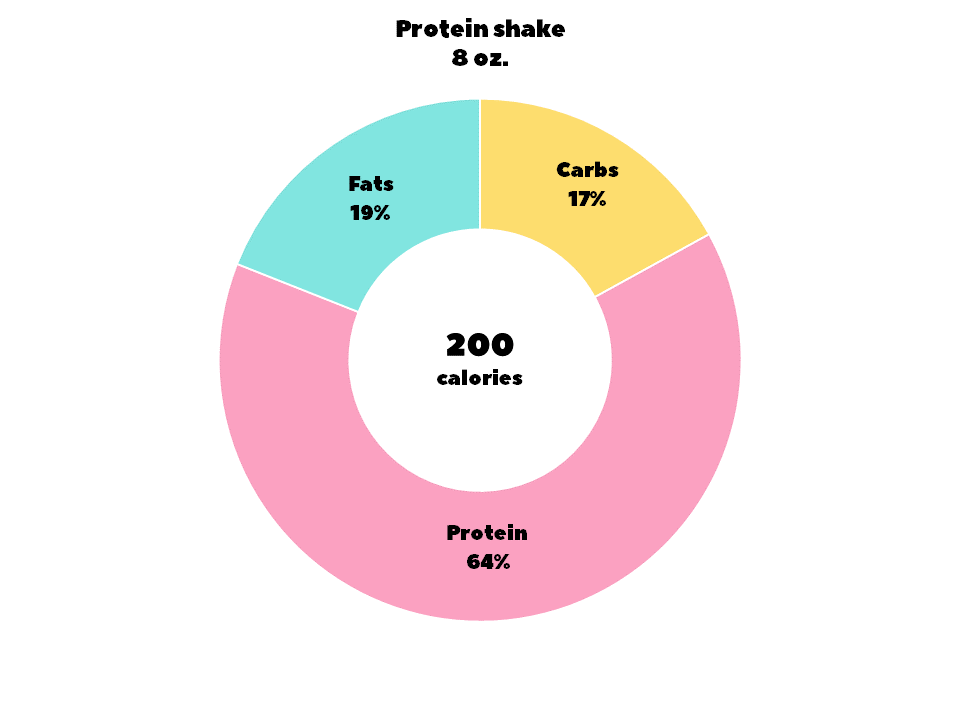 Protein shake
8 oz.
Fats
19%
Carbs
17%
200
calories
Protein
64%